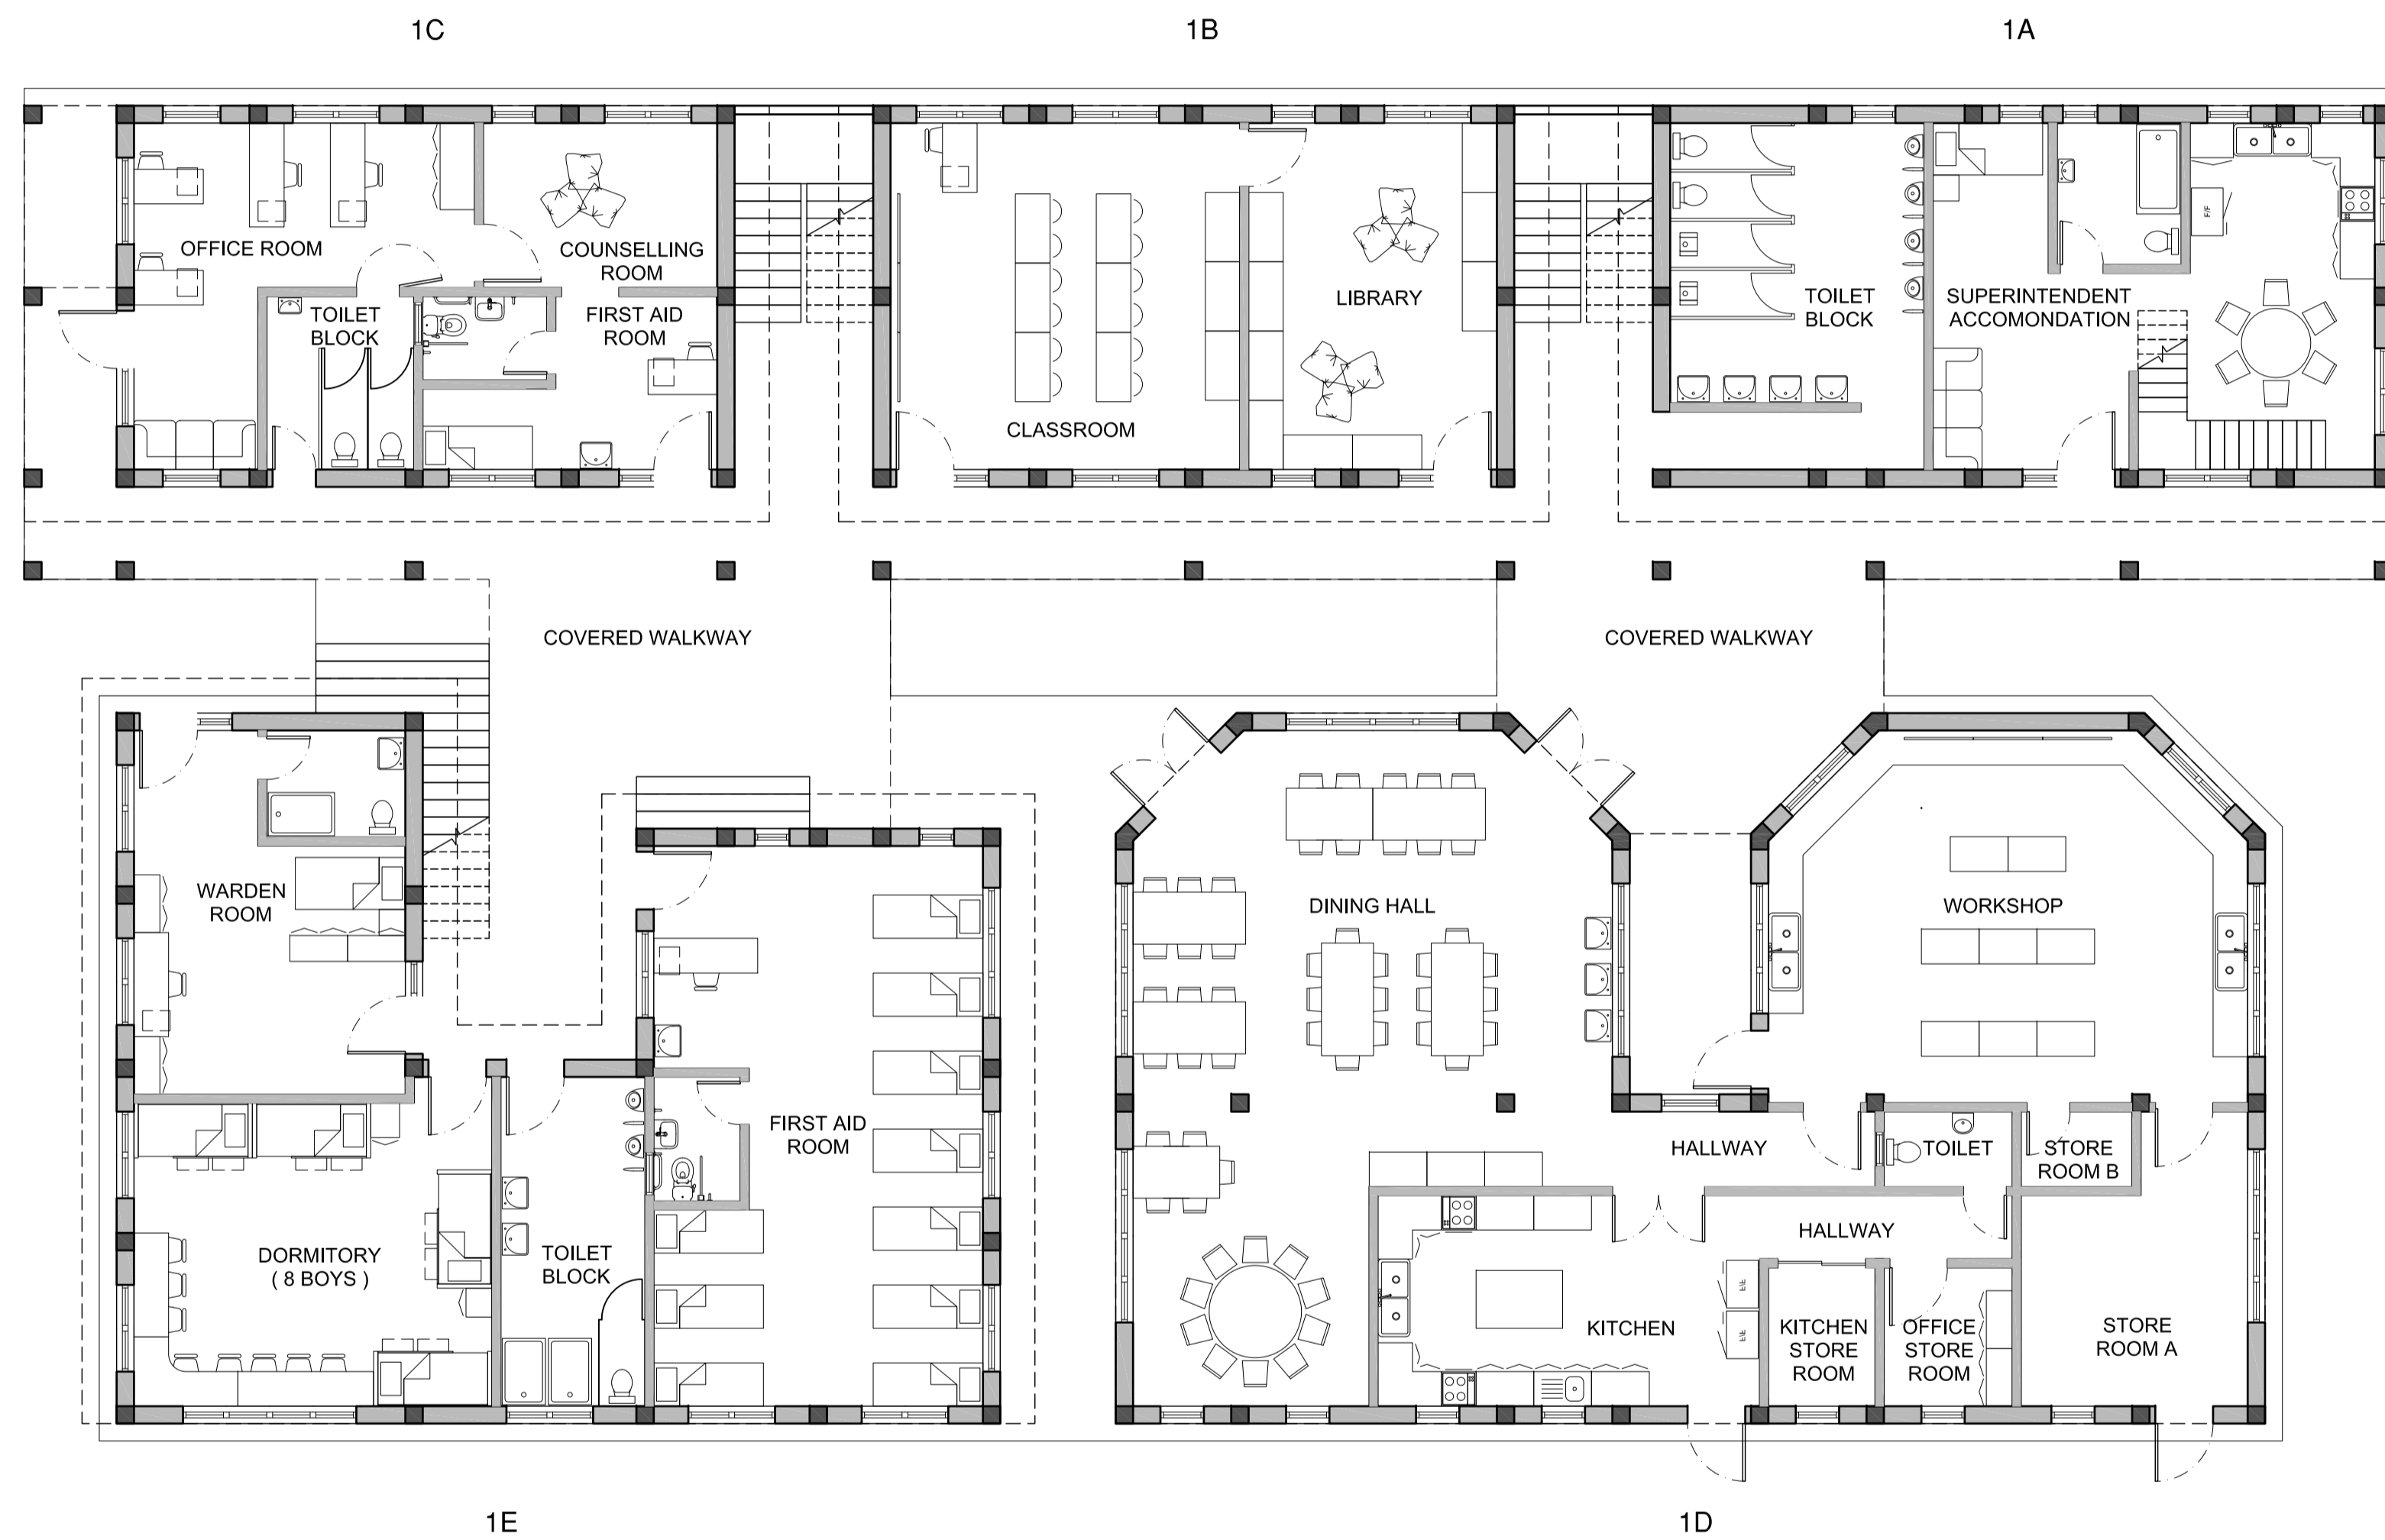 1C
1B
1A
OFFICE ROOM
COUNSELLING
ROOM
TOILET
BLOCK
FIRST AID
ROOM
CLASSROOM
LIBRARY
TOILET
BLOCK
SUPERINTENDENT
ACCOMONDATION
F/F
COVERED WALKWAY
COVERED WALKWAY
WARDEN
ROOM
DINING HALL
WORKSHOP
FIRST AID
ROOM
HALLWAY
TOILET
STORE
ROOM B
HALLWAY
DORMITORY
( 8 BOYS )
TOILET
BLOCK
KITCHEN
KITCHEN
STORE
ROOM
OFFICE
STORE
ROOM
STORE
ROOM A
1E
1D